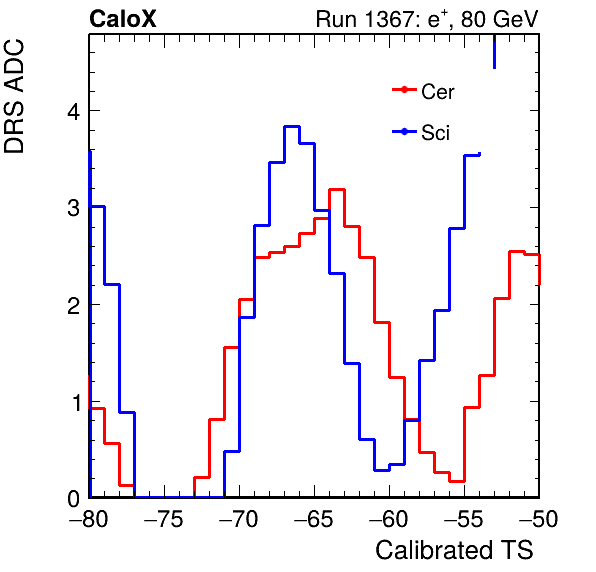 CaloX Run 1367: e⁺, 80 GeV
DRS ADC
Cer
Sci
4
3
2
1
0
−80 −75 −70 −65 −60 −55 −50
Calibrated TS